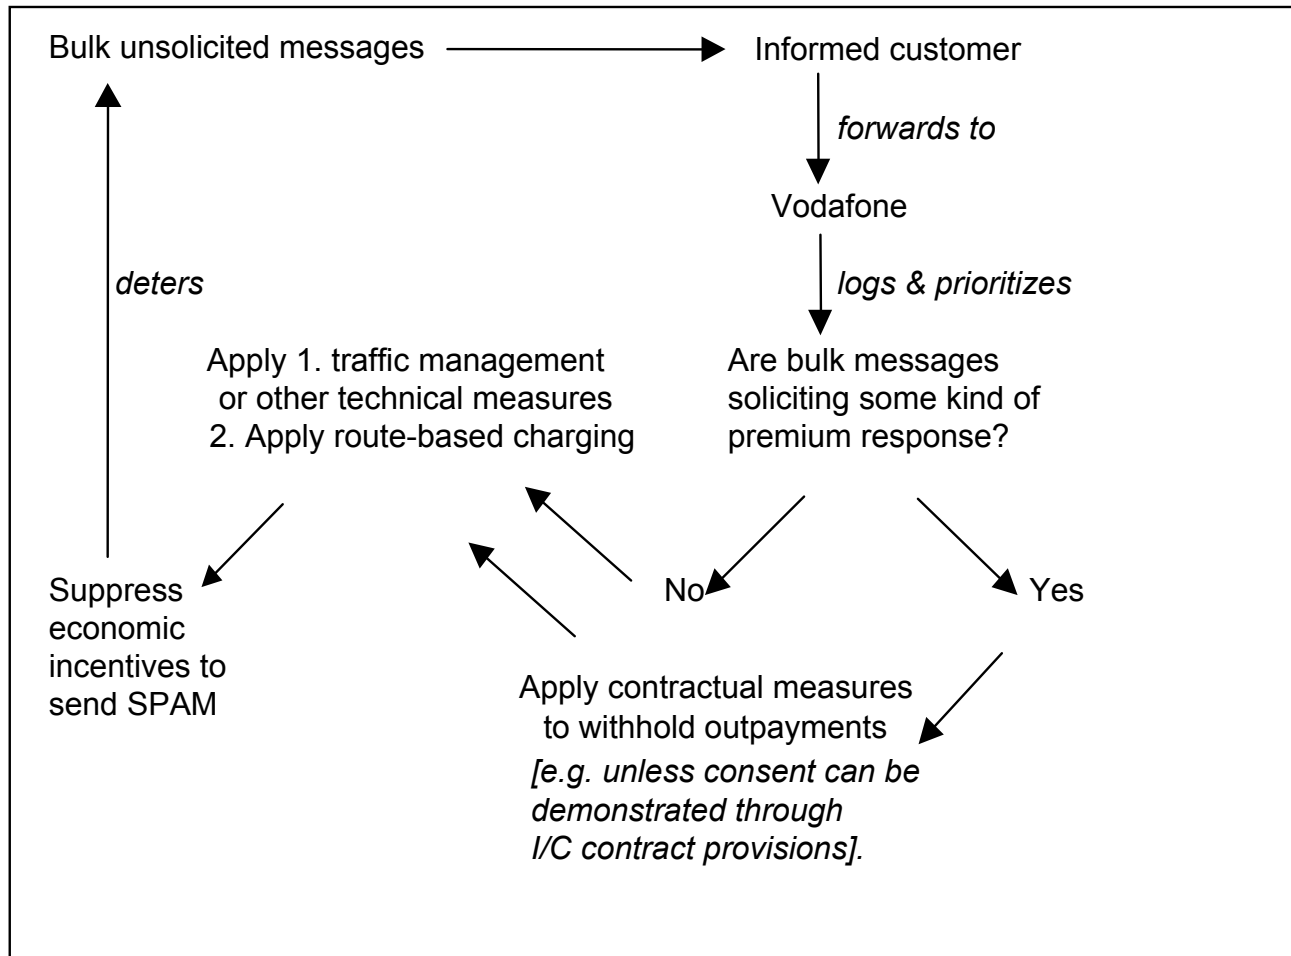 Bulk unsolicited messages
Informed customer
forwards to
Vodafone
deters
logs & prioritizes
Apply 1. traffic management
or other technical measures
2. Apply route-based charging
Are bulk messages
soliciting some kind of
premium response?
No
Yes
Suppress
economic
incentives to
send SPAM
Apply contractual measures
to withhold outpayments
[e.g. unless consent can be
demonstrated through
I/C contract provisions].